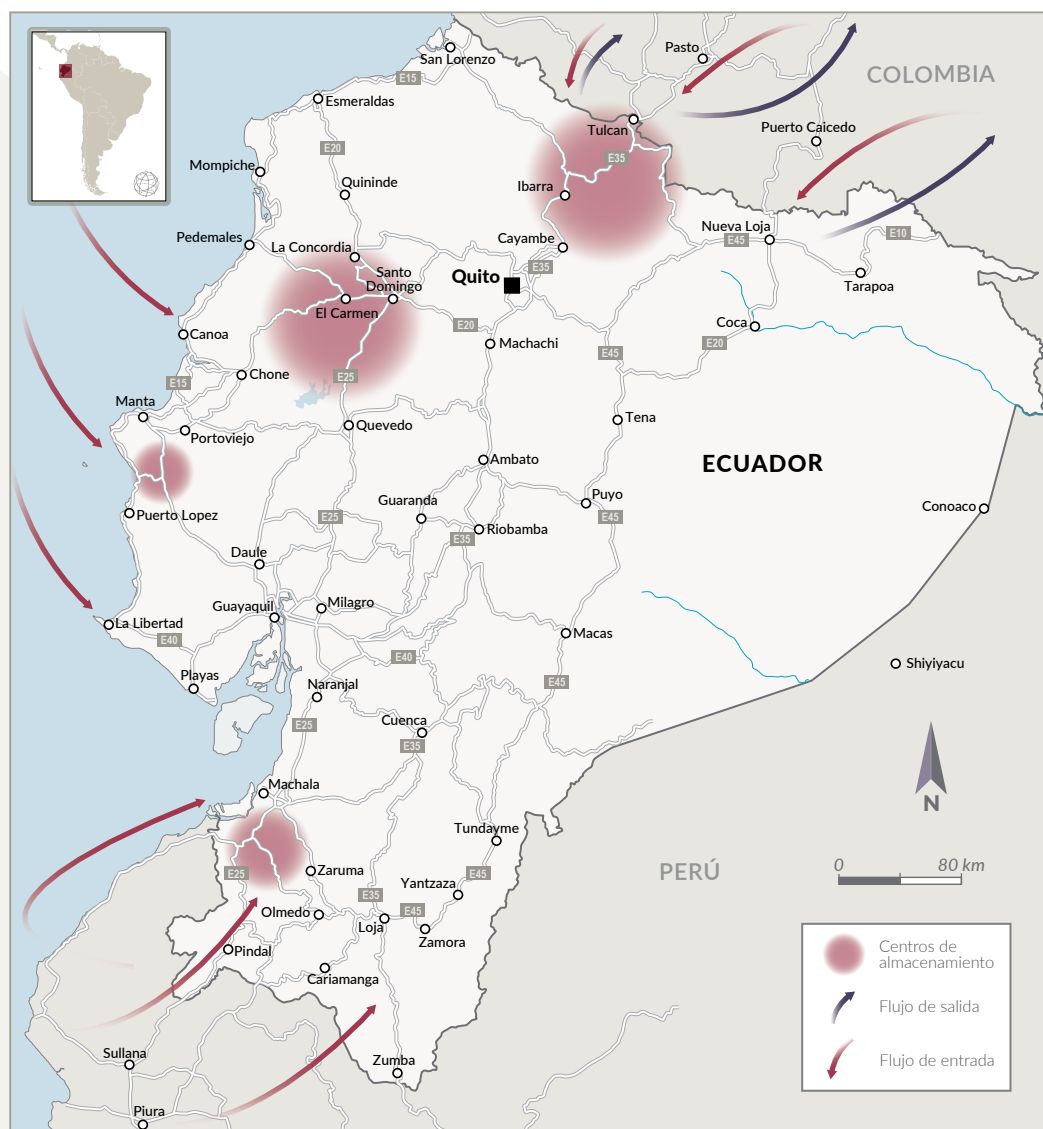 San Lorenzo
Pasto
COLOMBIA
E15
Esmeraldas
Tulcan
Puerto Caicedo
E20
E35
Mompiche
Quininde
Ibarra
Pedemales
La Concordia
Cayambe
Nueva Loja
E45
E10
Santo
Domingo
Quito
E35
Tarapoa
El Carmen
Canoa
E20
Machachi
Coca
E45
E20
Chone
E15
E25
Manta
Portoviejo
Quevedo
Tena
Ambato
ECUADOR
Guaranda
Puyo
Puerto Lopez
E25
Riobamba
E45
Conoaco
E35
Daule
Guayaquil
Milagro
La Libertad
E40
Macas
E40
Shiyiyacu
Playas
Naranjal
E45
E25
Cuenca
E35
Machala
N
Tundayme
E25
Zaruma
PERÚ
0
80 km
E45
Yantzaza
E35
Olmedo
Loja
E45
Zamora
Pindal
Cariamanga
Sullana
Zumba
Piura
Centros de
almacenamiento
Flujo de salida
Flujo de entrada